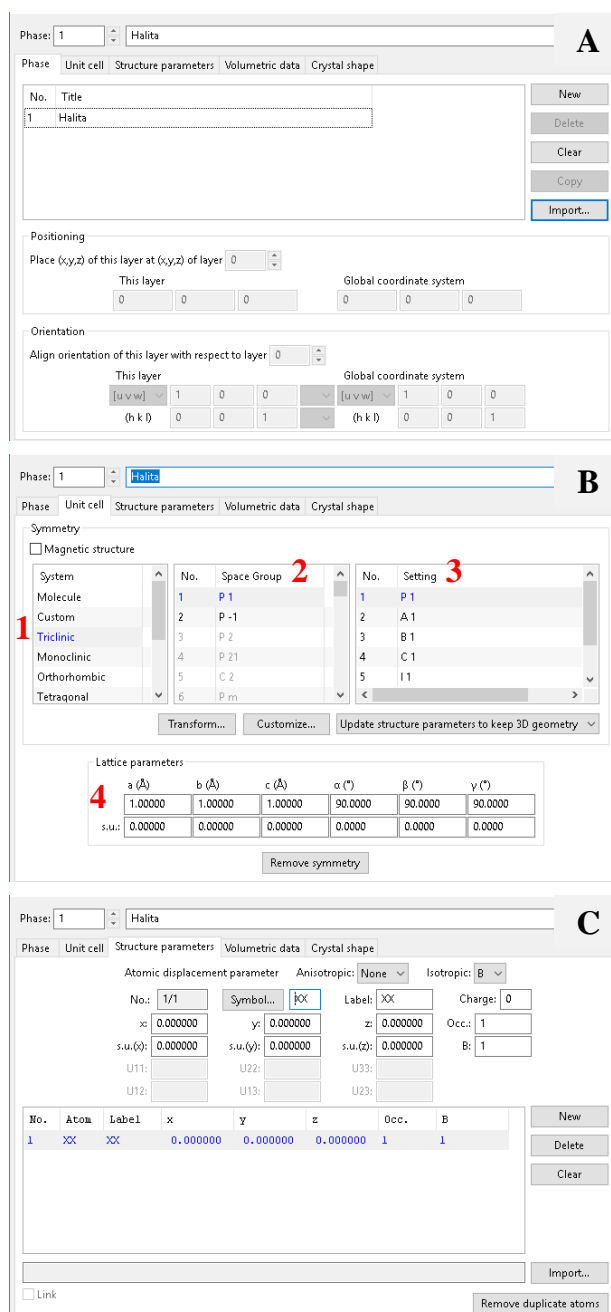 Phase: 1 Halita A
Phase Unit cell Structure parameters Volumetric data Crystal shape
No. Title New
1 Halita Delete
Clear
Copy
Import...
Positioning
Place (x,y,z) of this layer at (x,y,z) of layer 0
This layer Global coordinate system
0 0 0 0 0 0
Orientation
Align orientation of this layer with respect to layer 0
This layer Global coordinate system
[u v w] 1 0 0 [u v w] 1 0 0
(h k l) 0 0 1 (h k l) 0 0 1
Phase: 1 Halita B
Phase Unit cell Structure parameters Volumetric data Crystal shape
Symmetry
Magnetic structure
System No. Space Group 2 No. Setting 3
Molecule 1 P 1 1 P 1
Custom 2 P -1 2 A 1
1 Triclinic 3 P 2 3 B 1
Monoclinic 4 P 21 4 C 1
Orthorhombic 5 C 2 5 I 1
Tetragonal 6 P m
Transform... Customize... Update structure parameters to keep 3D geometry
Lattice parameters
a (Å) b (Å) c (Å) α (°) β (°) γ (°)
4 1.00000 1.00000 1.00000 90.0000 90.0000 90.0000
s.u.: 0.00000 0.00000 0.00000 0.0000 0.0000 0.0000
Remove symmetry
Phase: 1 Halita C
Phase Unit cell Structure parameters Volumetric data Crystal shape
Atomic displacement parameter Anisotropic: None Isotropic: B
No.: 1/1 Symbol... XX Label: XX Charge: 0
x: 0.000000 y: 0.000000 z: 0.000000 Occ.: 1
s.u.(x): 0.000000 s.u.(y): 0.000000 s.u.(z): 0.000000 B: 1
U11: U22: U33:
U12: U13: U23:
No. Atom Label x y z Occ. B New
1 XX XX 0.000000 0.000000 0.000000 1 1 Delete
Clear
Import...
Link
Remove duplicate atoms